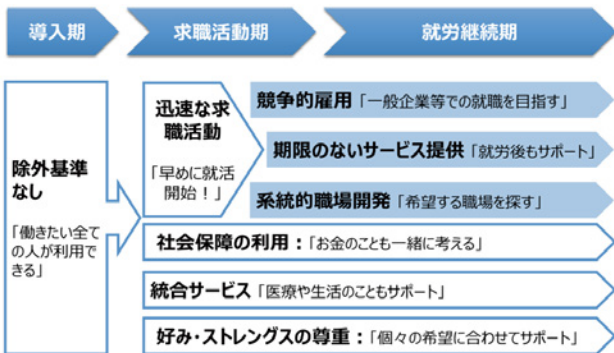 導入期
求職活動期
就労継続期
除外基準
なし
「働きたい全て
の人が利用で
きる」
迅速な求
職活動
「早めに就活
開始！」
競争的雇用「一般企業等での就職を目指す」
期限のないサービス提供「就労後もサポート」
系統的職場開発「希望する職場を探す」
社会保障の利用：「お金のことも一緒に考える」
統合サービス「医療や生活のこともサポート」
好み・ストレングスの尊重：「個々の希望に合わせてサポート」